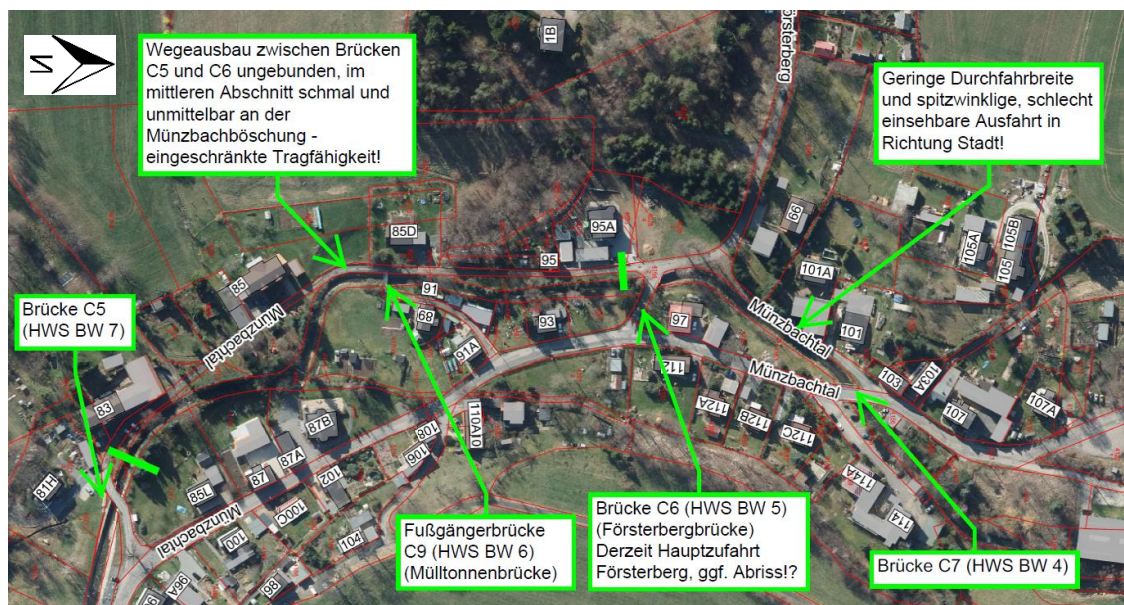 N
Wegeausbau zwischen Brücken
C5 und C6 ungebunden, im
mittleren Abschnitt schmal und
unmittelbar an der
Münzbachböschung -
eingeschränkte Tragfähigkeit!
Geringe Durchfahrbreite
und spitzwinklige, schlecht
einsehbare Ausfahrt in
Richtung Stadt!
1B
Försterberg
66
85D
95A
95
101A
101
105A
105B
105
85
91
68
93
91A
97
Münzbachtal
Münzbachtal
Münzbachtal
Münzbachtal
103
103A
107
107A
Brücke C5
(HWS BW 7)
83
81H
85L
87
87A
87B
102
100C
100
104
106
108
110A10
112
112A
112B
112C
114A
114
96A
98
Fußgängerbrücke
C9 (HWS BW 6)
(Mülltonnenbrücke)
Brücke C6 (HWS BW 5)
(Försterbergbrücke)
Derzeit Hauptzufahrt
Försterberg, ggf. Abriss!?
Brücke C7 (HWS BW 4)